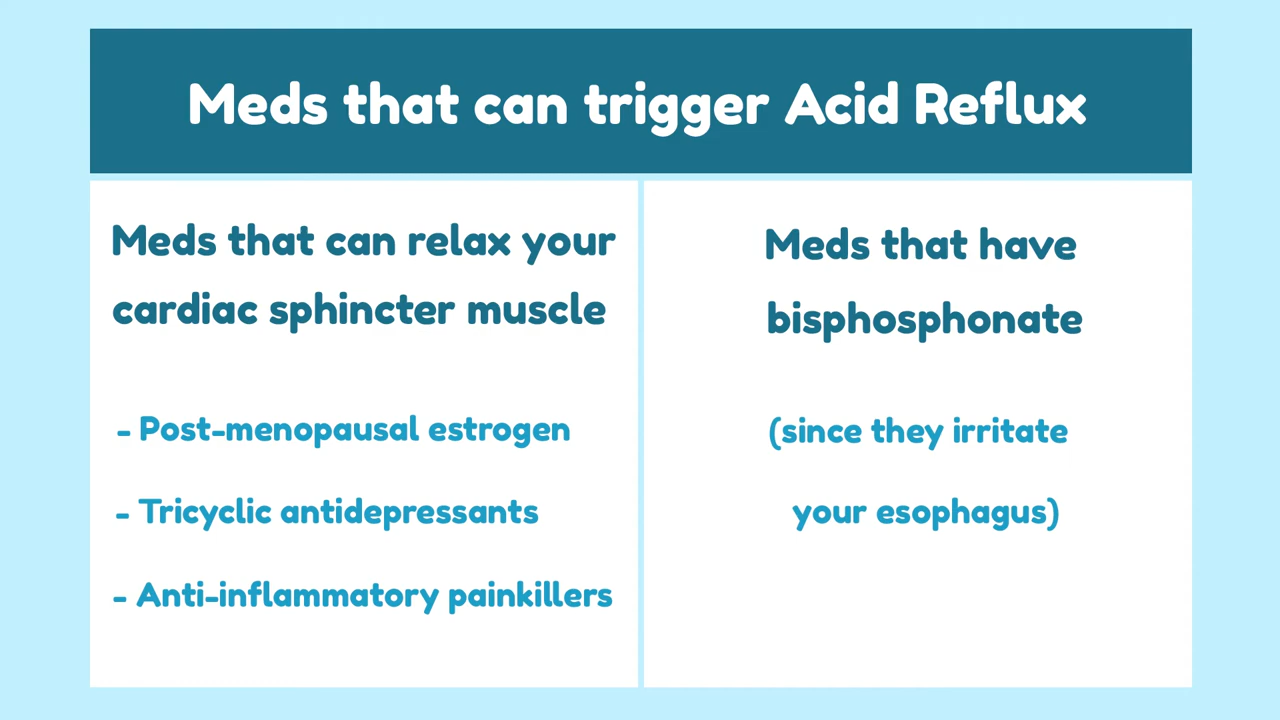 Meds that can trigger Acid Reflux
Meds that can relax your
cardiac sphincter muscle
- Post-menopausal estrogen
- Tricyclic antidepressants
- Anti-inflammatory painkillers
Meds that have
bisphosphonate
(since they irritate
your esophagus)